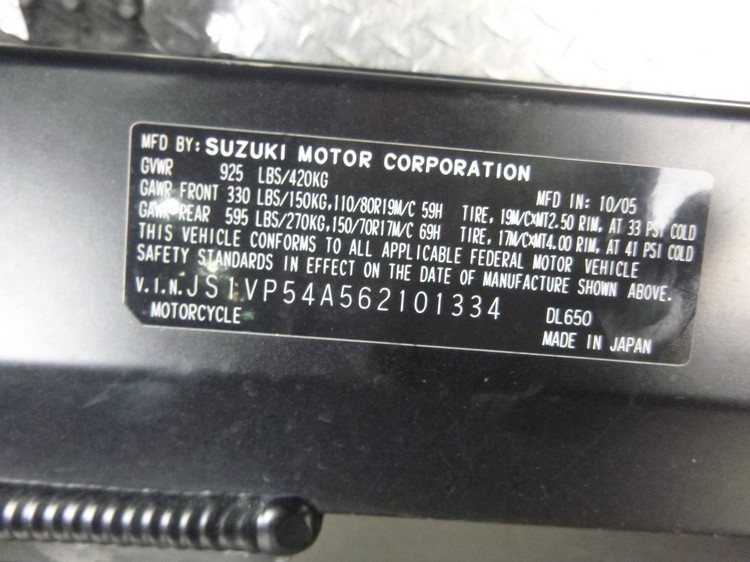 MFD BY: SUZUKI MOTOR CORPORATION
GVWR 925 LBS/420KG MFD IN: 10/05
GAWR FRONT 330 LBS/150KG,110/80R19M/C 59H TIRE, 19M/C×MT2.50 RIM, AT 33 PSI COLD
GAWR REAR 595 LBS/270KG,150/70R17M/C 69H TIRE, 17M/C×MT4.00 RIM, AT 41 PSI COLD
THIS VEHICLE CONFORMS TO ALL APPLICABLE FEDERAL MOTOR VEHICLE
SAFETY STANDARDS IN EFFECT ON THE DATE OF MANUFACTURE SHOWN ABOVE.
V.I.N. JS1VP54A562101334 DL650
MOTORCYCLE MADE IN JAPAN